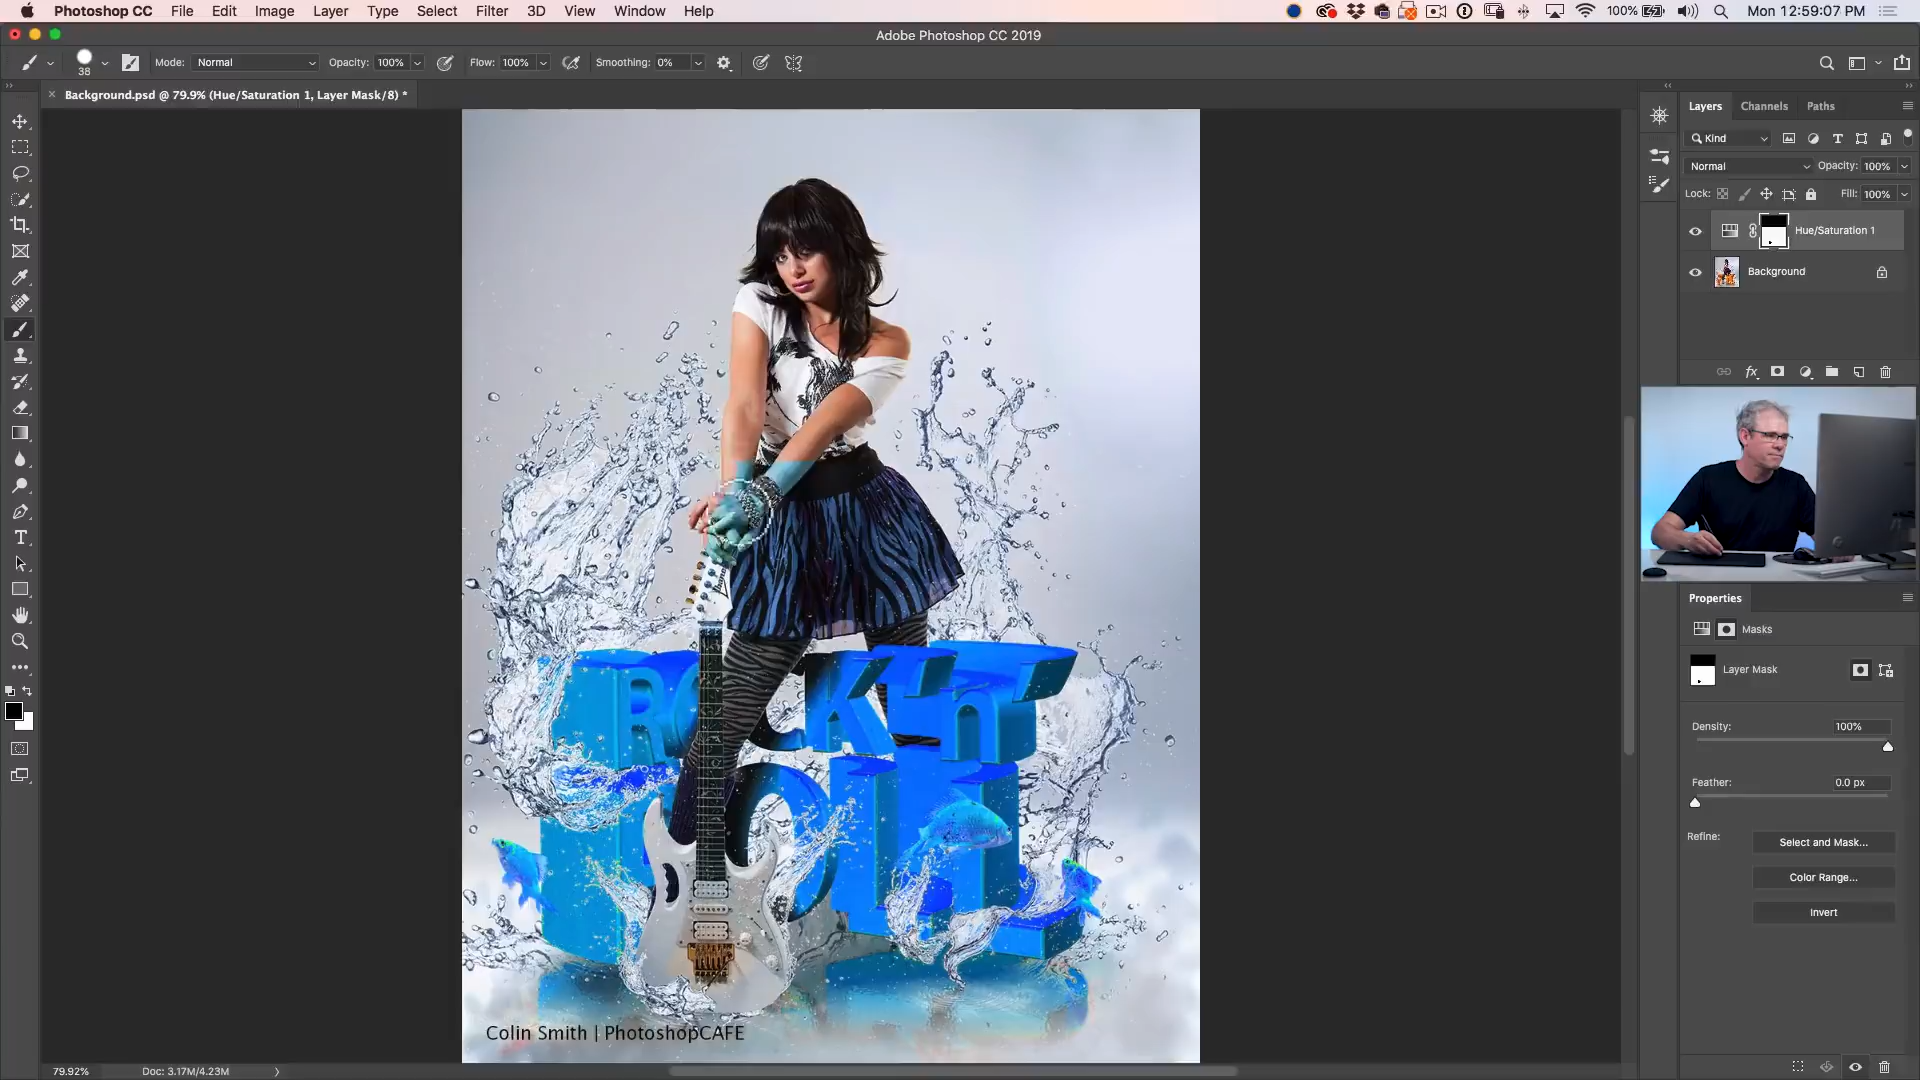 Photoshop CC File Edit Image Layer Type Select Filter 3D View Window Help 100% Mon 12:59:07 PM
Adobe Photoshop CC 2019
38 Mode: Normal Opacity: 100% Flow: 100% Smoothing: 0%
Background.psd @ 79.9% (Hue/Saturation 1, Layer Mask/8) *
Layers Channels Paths
Kind
Normal Opacity: 100%
Lock: Fill: 100%
Hue/Saturation 1
Background
fx
Properties
Masks
Layer Mask
Density: 100%
Feather: 0.0 px
Refine: Select and Mask...
Color Range...
Invert
ROCK'n
ROLL
Colin Smith | PhotoshopCAFE
79.92% Doc: 3.17M/4.23M